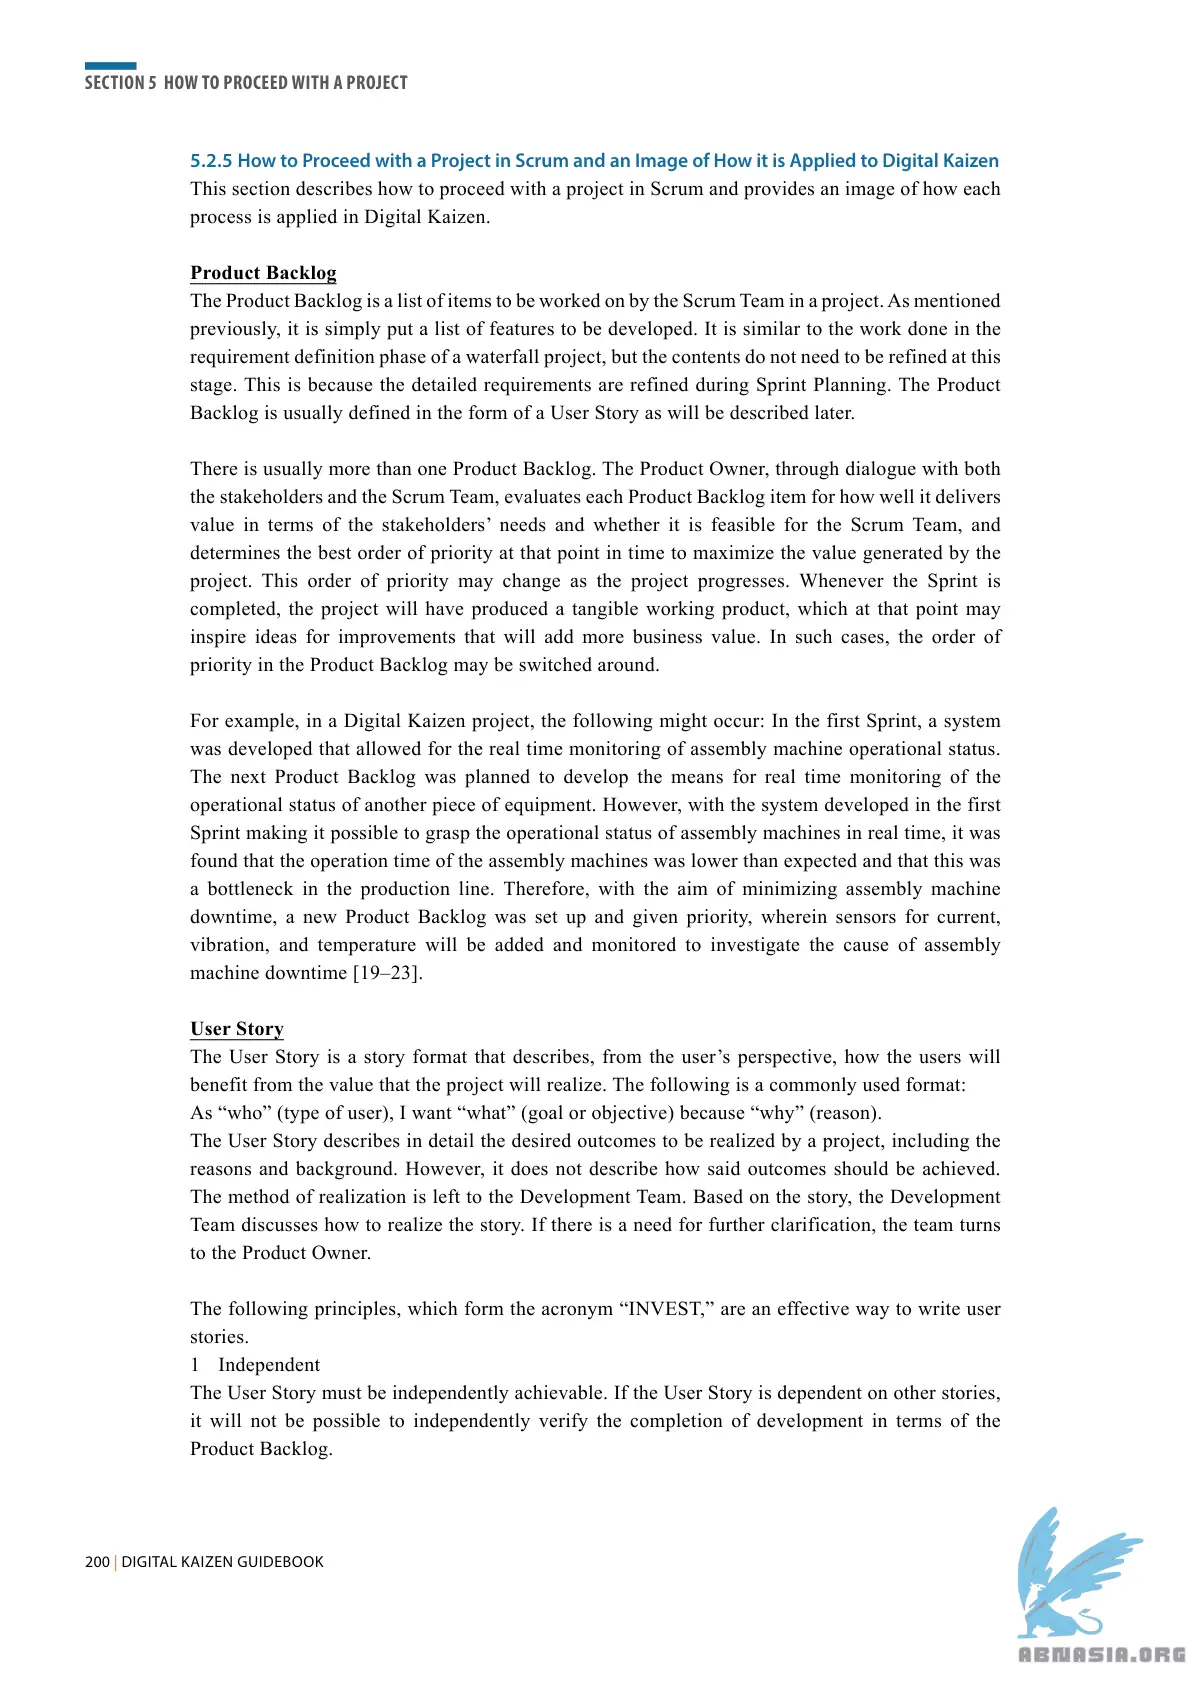 SECTION 5 HOW TO PROCEED WITH A PROJECT
5.2.5 How to Proceed with a Project in Scrum and an Image of How it is Applied to Digital Kaizen
This section describes how to proceed with a project in Scrum and provides an image of how each
process is applied in Digital Kaizen.
Product Backlog
The Product Backlog is a list of items to be worked on by the Scrum Team in a project. As mentioned
previously, it is simply put a list of features to be developed. It is similar to the work done in the
requirement definition phase of a waterfall project, but the contents do not need to be refined at this
stage. This is because the detailed requirements are refined during Sprint Planning. The Product
Backlog is usually defined in the form of a User Story as will be described later.
There is usually more than one Product Backlog. The Product Owner, through dialogue with both
the stakeholders and the Scrum Team, evaluates each Product Backlog item for how well it delivers
value in terms of the stakeholders’ needs and whether it is feasible for the Scrum Team, and
determines the best order of priority at that point in time to maximize the value generated by the
project. This order of priority may change as the project progresses. Whenever the Sprint is
completed, the project will have produced a tangible working product, which at that point may
inspire ideas for improvements that will add more business value. In such cases, the order of
priority in the Product Backlog may be switched around.
For example, in a Digital Kaizen project, the following might occur: In the first Sprint, a system
was developed that allowed for the real time monitoring of assembly machine operational status.
The next Product Backlog was planned to develop the means for real time monitoring of the
operational status of another piece of equipment. However, with the system developed in the first
Sprint making it possible to grasp the operational status of assembly machines in real time, it was
found that the operation time of the assembly machines was lower than expected and that this was
a bottleneck in the production line. Therefore, with the aim of minimizing assembly machine
downtime, a new Product Backlog was set up and given priority, wherein sensors for current,
vibration, and temperature will be added and monitored to investigate the cause of assembly
machine downtime [19–23].
User Story
The User Story is a story format that describes, from the user’s perspective, how the users will
benefit from the value that the project will realize. The following is a commonly used format:
As “who” (type of user), I want “what” (goal or objective) because “why” (reason).
The User Story describes in detail the desired outcomes to be realized by a project, including the
reasons and background. However, it does not describe how said outcomes should be achieved.
The method of realization is left to the Development Team. Based on the story, the Development
Team discusses how to realize the story. If there is a need for further clarification, the team turns
to the Product Owner.
The following principles, which form the acronym “INVEST,” are an effective way to write user
stories.
1 Independent
The User Story must be independently achievable. If the User Story is dependent on other stories,
it will not be possible to independently verify the completion of development in terms of the
Product Backlog.
200 | DIGITAL KAIZEN GUIDEBOOK
ABNASIA.ORG